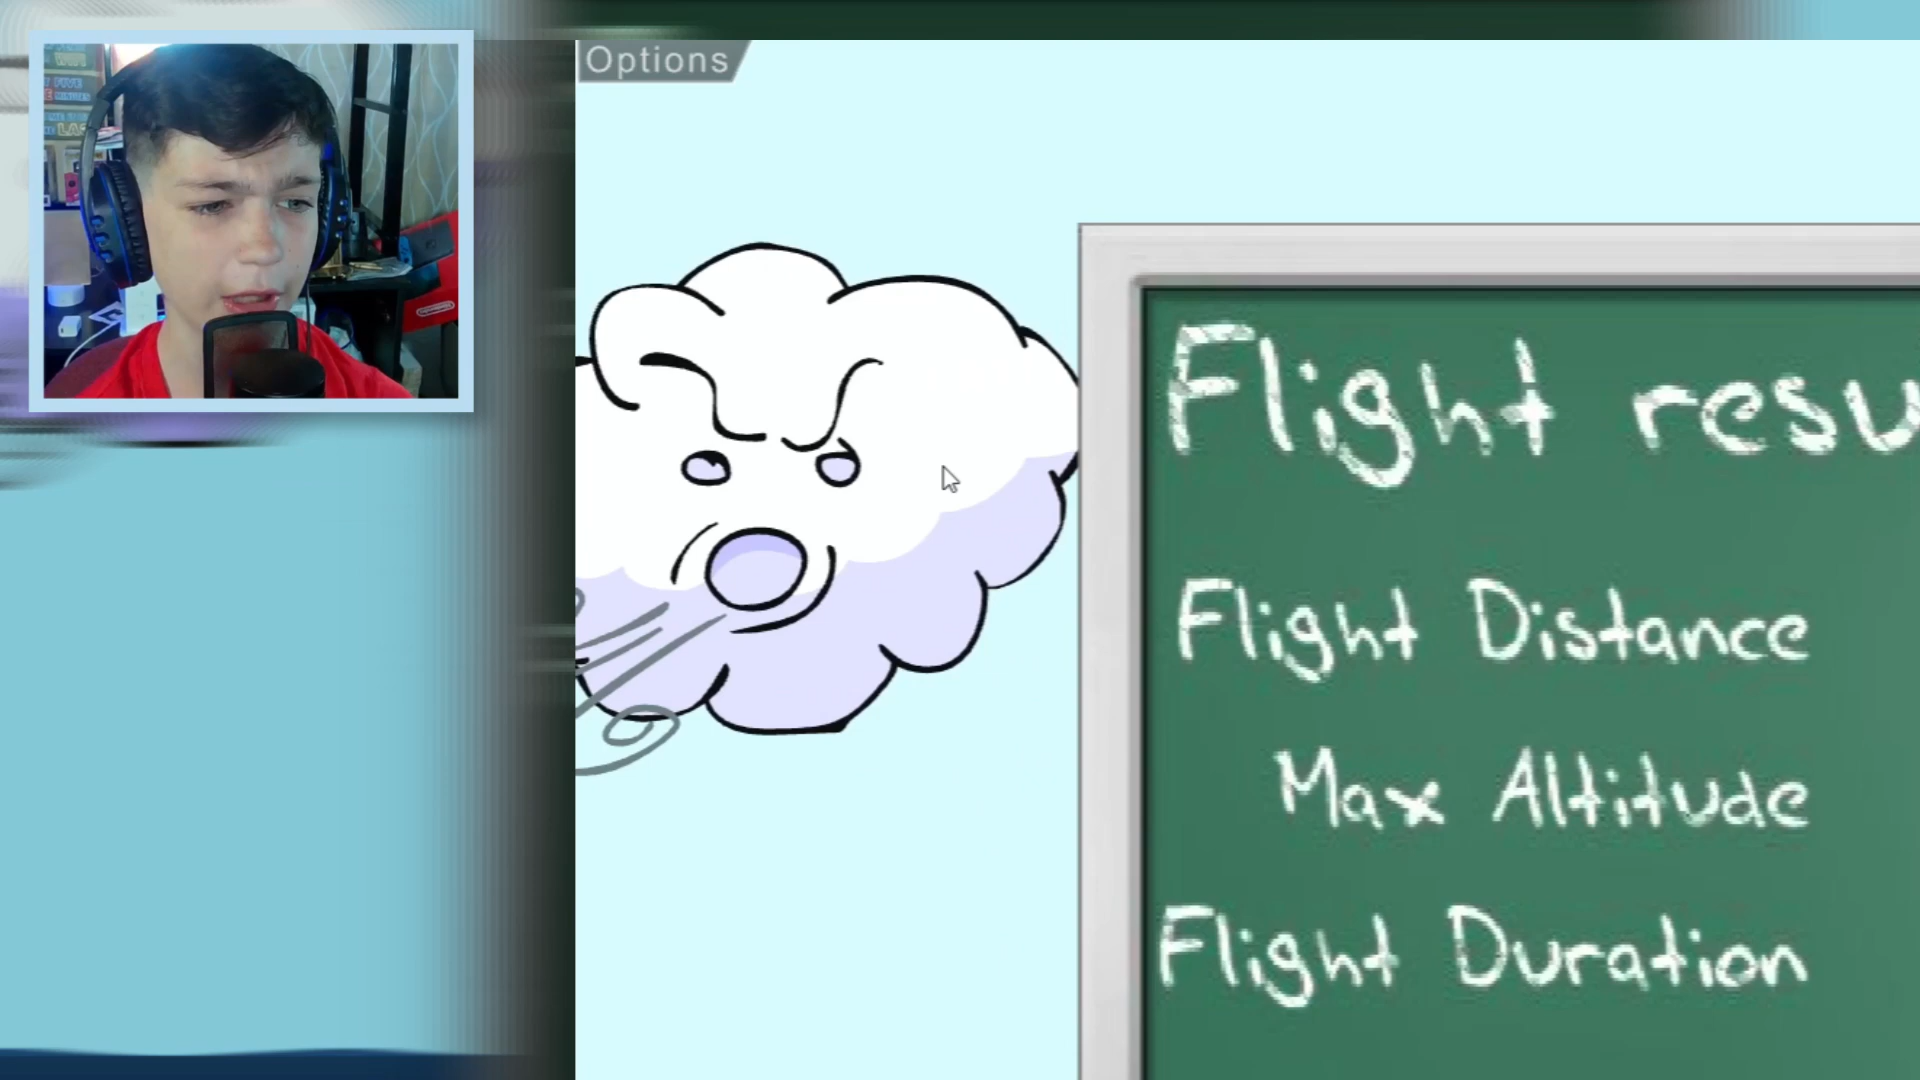 Options
Flight resu
Flight Distance
Max Altitude
Flight Duration